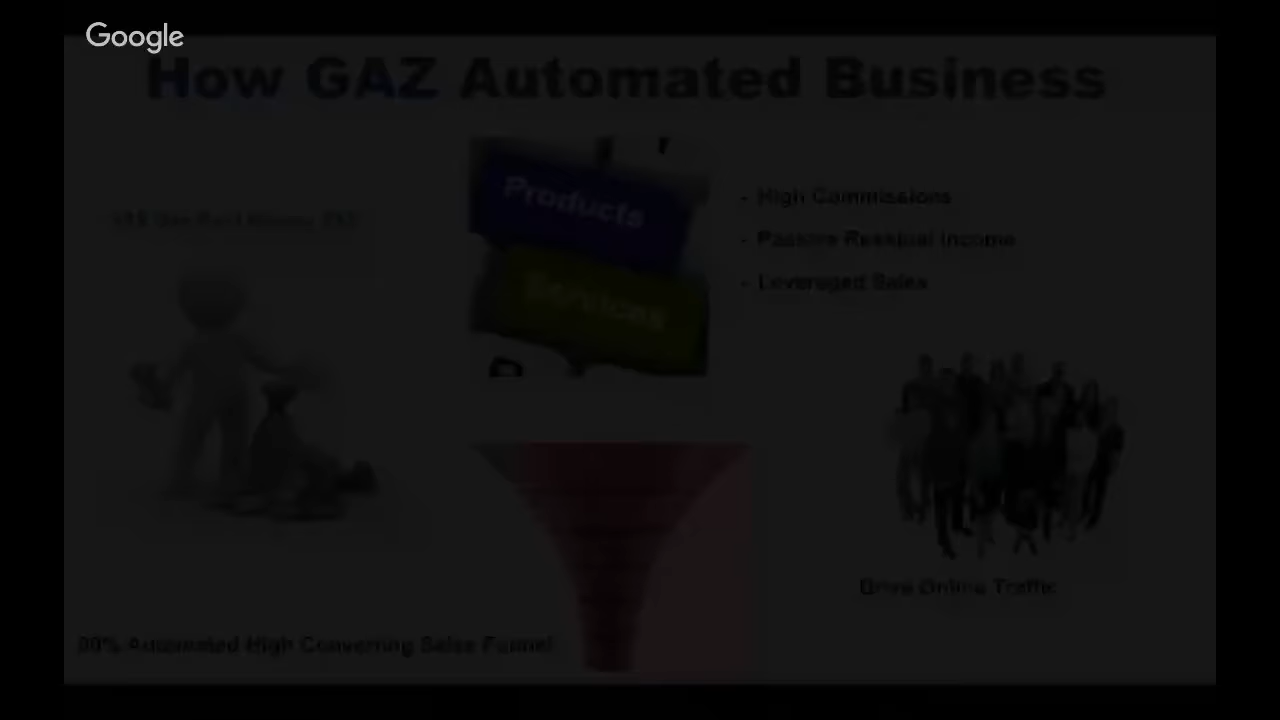 Google
How GAZ Automated Business
Products
Services
- High Commissions
- Passive Residual Income
- Leveraged Sales
Drive Online Traffic
Automated High Converting Sales Funnel